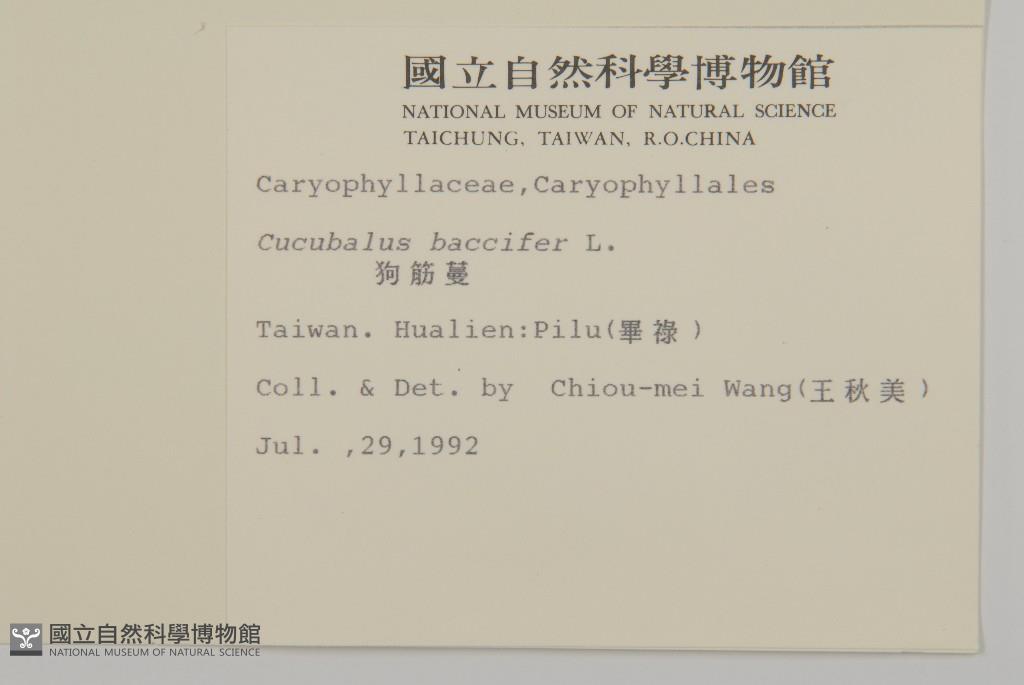 國立自然科學博物館
NATIONAL MUSEUM OF NATURAL SCIENCE
TAICHUNG, TAIWAN, R.O.CHINA
Caryophyllaceae,Caryophyllales
Cucubalus baccifer L.
狗筋蔓
Taiwan. Hualien:Pilu(畢祿)
Coll. & Det. by Chiou-mei Wang(王秋美)
Jul. ,29,1992
國立自然科學博物館
NATIONAL MUSEUM OF NATURAL SCIENCE